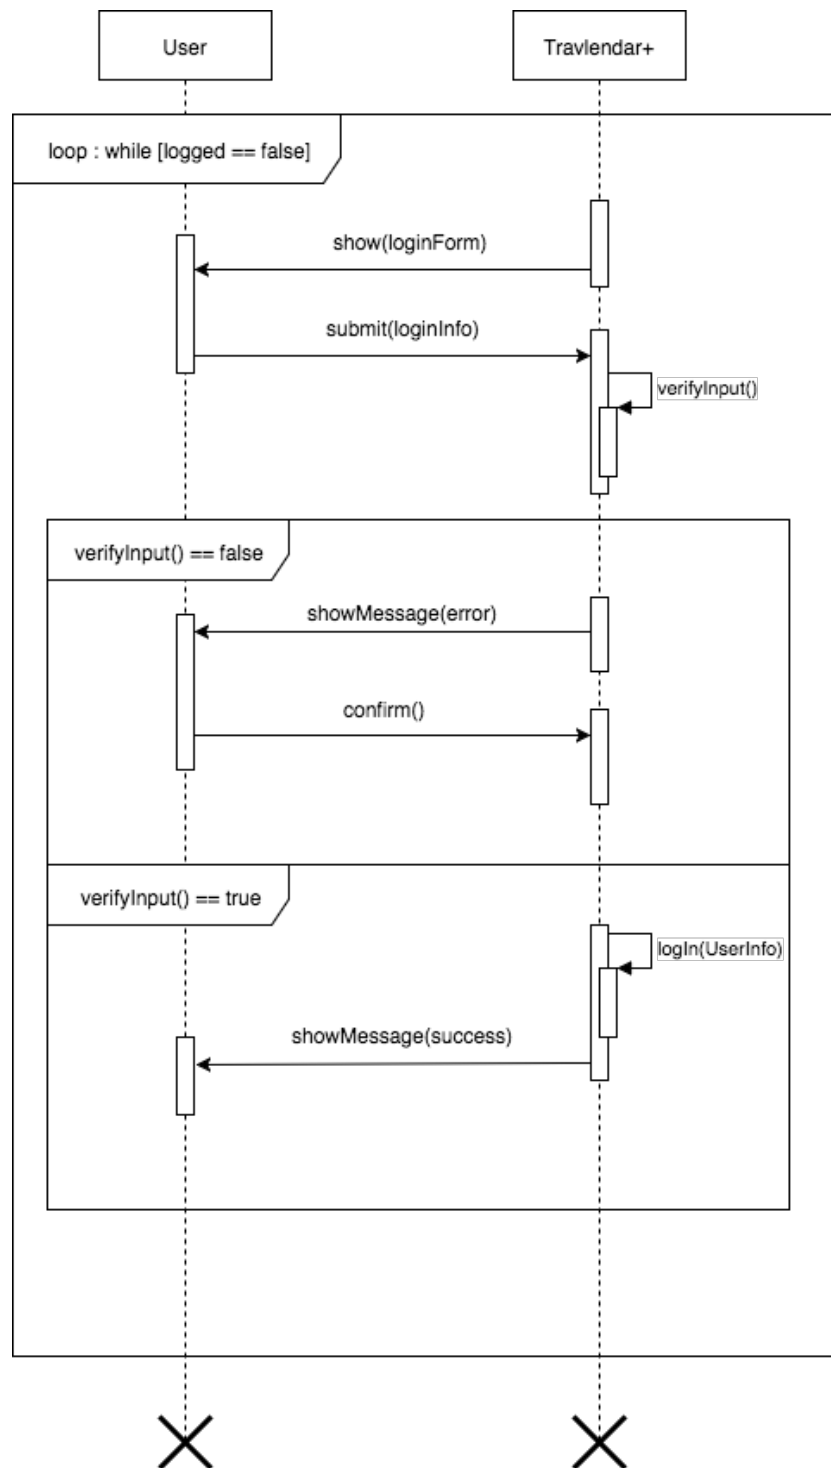 User
Travlendar+
loop : while [logged == false]
show(loginForm)
submit(loginInfo)
verifyInput()
verifyInput() == false
showMessage(error)
confirm()
verifyInput() == true
logIn(UserInfo)
showMessage(success)